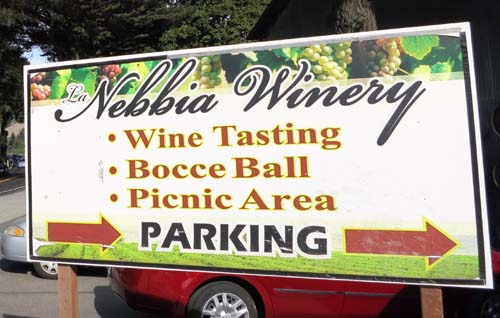 La Nebbia Winery
• Wine Tasting
• Bocce Ball
• Picnic Area
PARKING